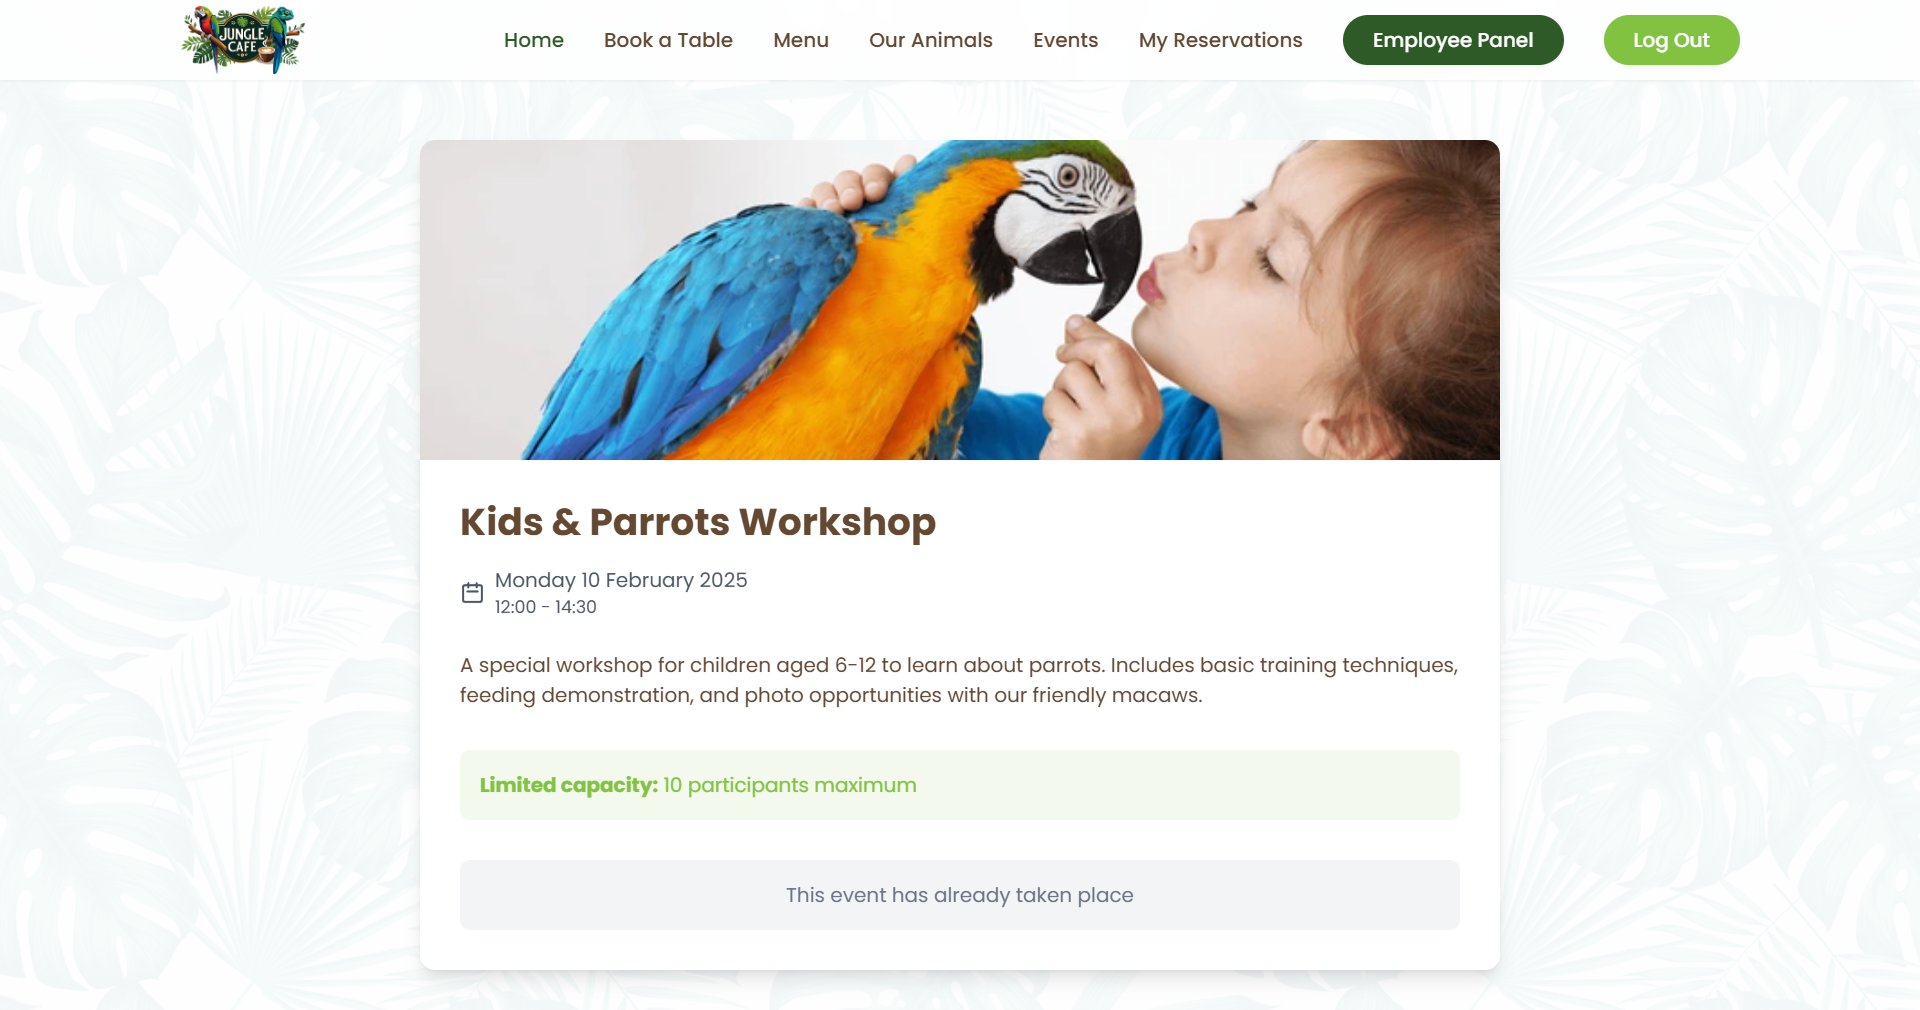 JUNGLE
CAFE
Home
Book a Table
Menu
Our Animals
Events
My Reservations
Employee Panel
Log Out
Kids & Parrots Workshop
Monday 10 February 2025
12:00 - 14:30
A special workshop for children aged 6-12 to learn about parrots. Includes basic training techniques,
feeding demonstration, and photo opportunities with our friendly macaws.
Limited capacity: 10 participants maximum
This event has already taken place